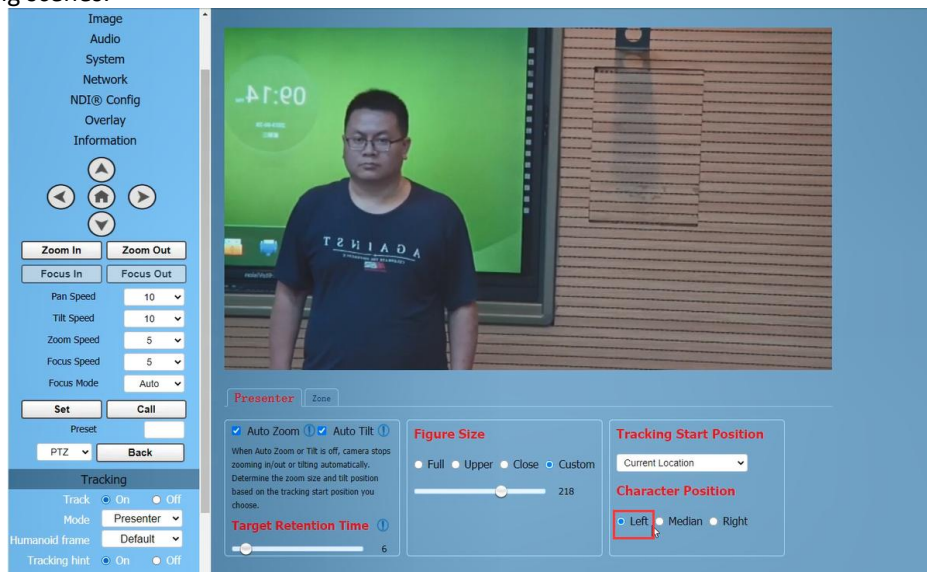 Image
Audio
System
Network
NDI® Config
Overlay
Information
Zoom In Zoom Out
Focus In Focus Out
Pan Speed 10
Tilt Speed 10
Zoom Speed 5
Focus Speed 5
Focus Mode Auto
Set Call
Preset
PTZ Back
Tracking
Track On Off
Mode Presenter
Humanoid frame Default
Tracking hint On Off
09:14
AGAINST
Presenter Zone
Auto Zoom Auto Tilt
When Auto Zoom or Tilt is off, camera stops
zooming in/out or tilting automatically.
Determine the zoom size and tilt position
based on the tracking start position you
choose.
Target Retention Time
6
Figure Size
Full Upper Close Custom
218
Tracking Start Position
Current Location
Character Position
Left Median Right